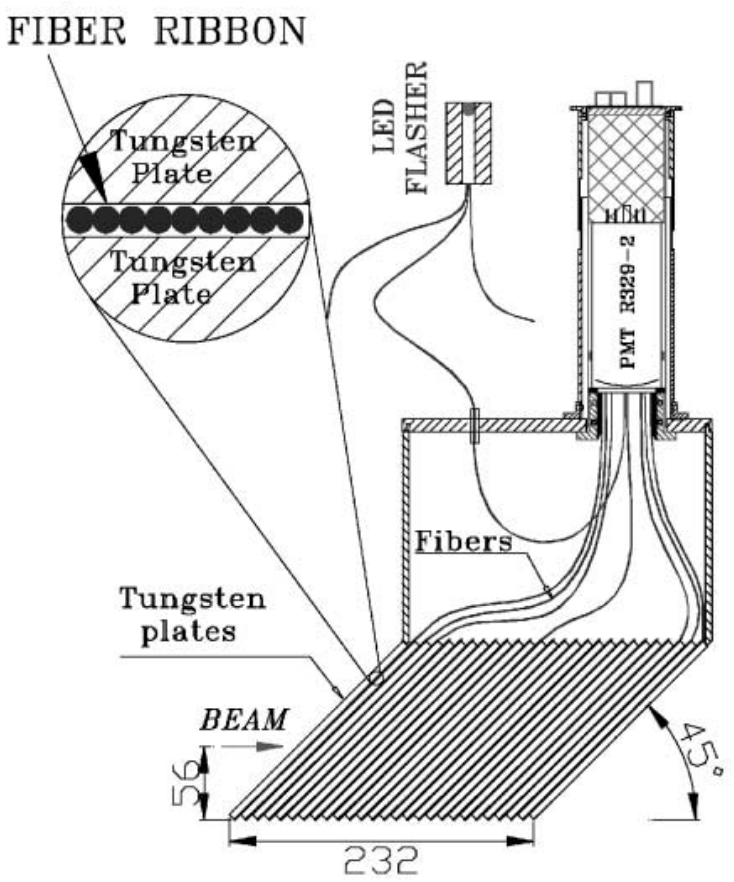 FIBER RIBBON
Tungsten
Plate
Tungsten
Plate
LED
FLASHER
PMT R329-2
Fibers
Tungsten
plates
BEAM
56
45°
232